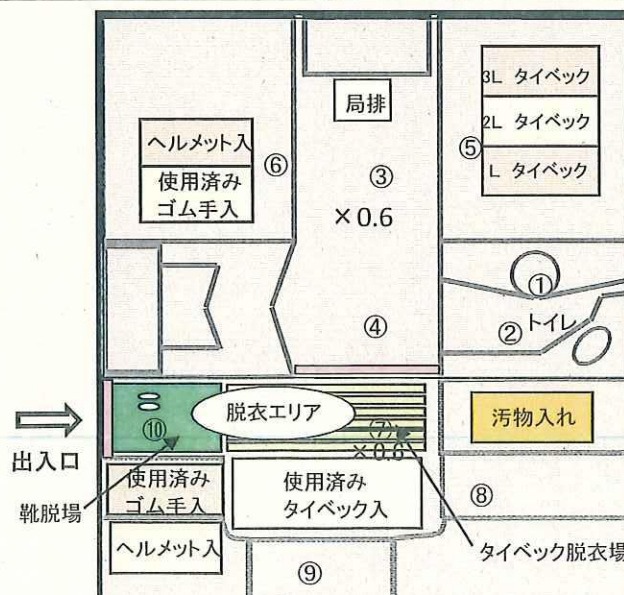 局排
3L タイベック
2L タイベック
L タイベック
⑤
ヘルメット入
使用済み
ゴム手入
⑥
③
×0.6
④
①
②
トイレ
出入口
⑩
脱衣エリア
⑦
×0.6
汚物入れ
靴脱場
使用済み
ゴム手入
ヘルメット入
使用済み
タイベック入
⑧
タイベック脱衣場
⑨